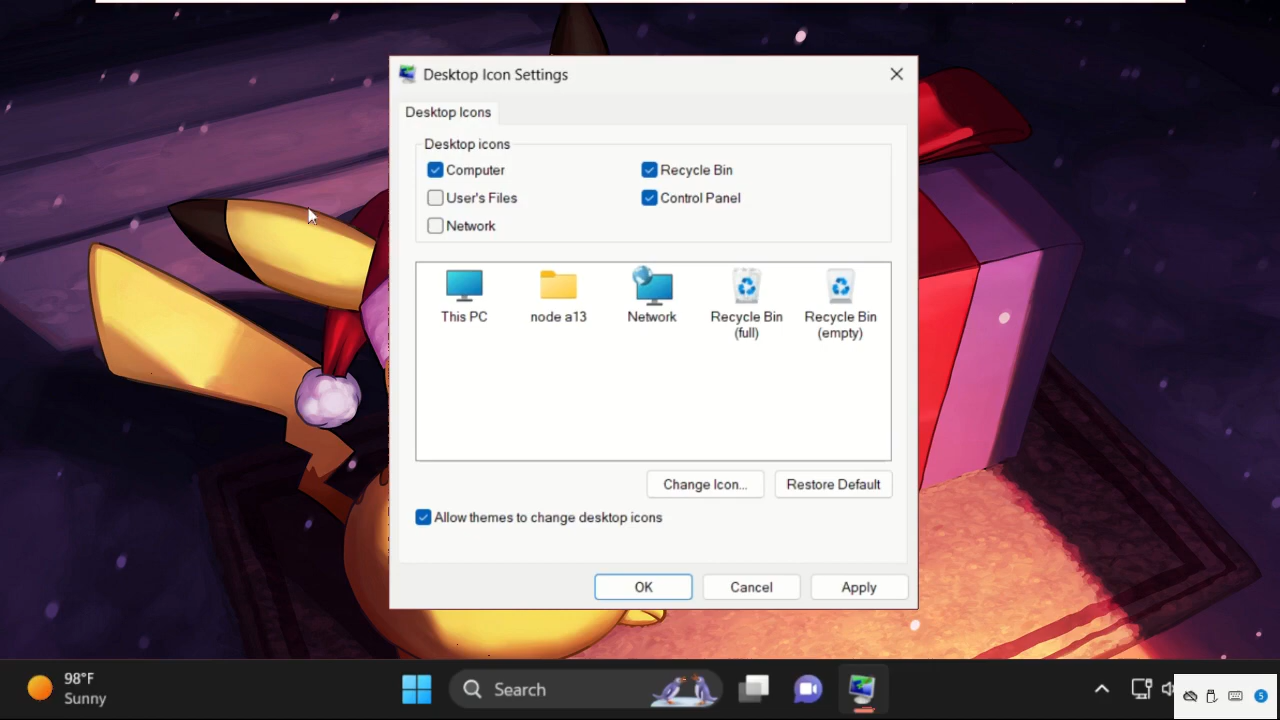 Desktop Icon Settings
Desktop Icons
Desktop icons
Computer
Recycle Bin
User's Files
Control Panel
Network
This PC
node a13
Network
Recycle Bin
(full)
Recycle Bin
(empty)
Change Icon...
Restore Default
Allow themes to change desktop icons
OK
Cancel
Apply
98°F
Sunny
Search
5